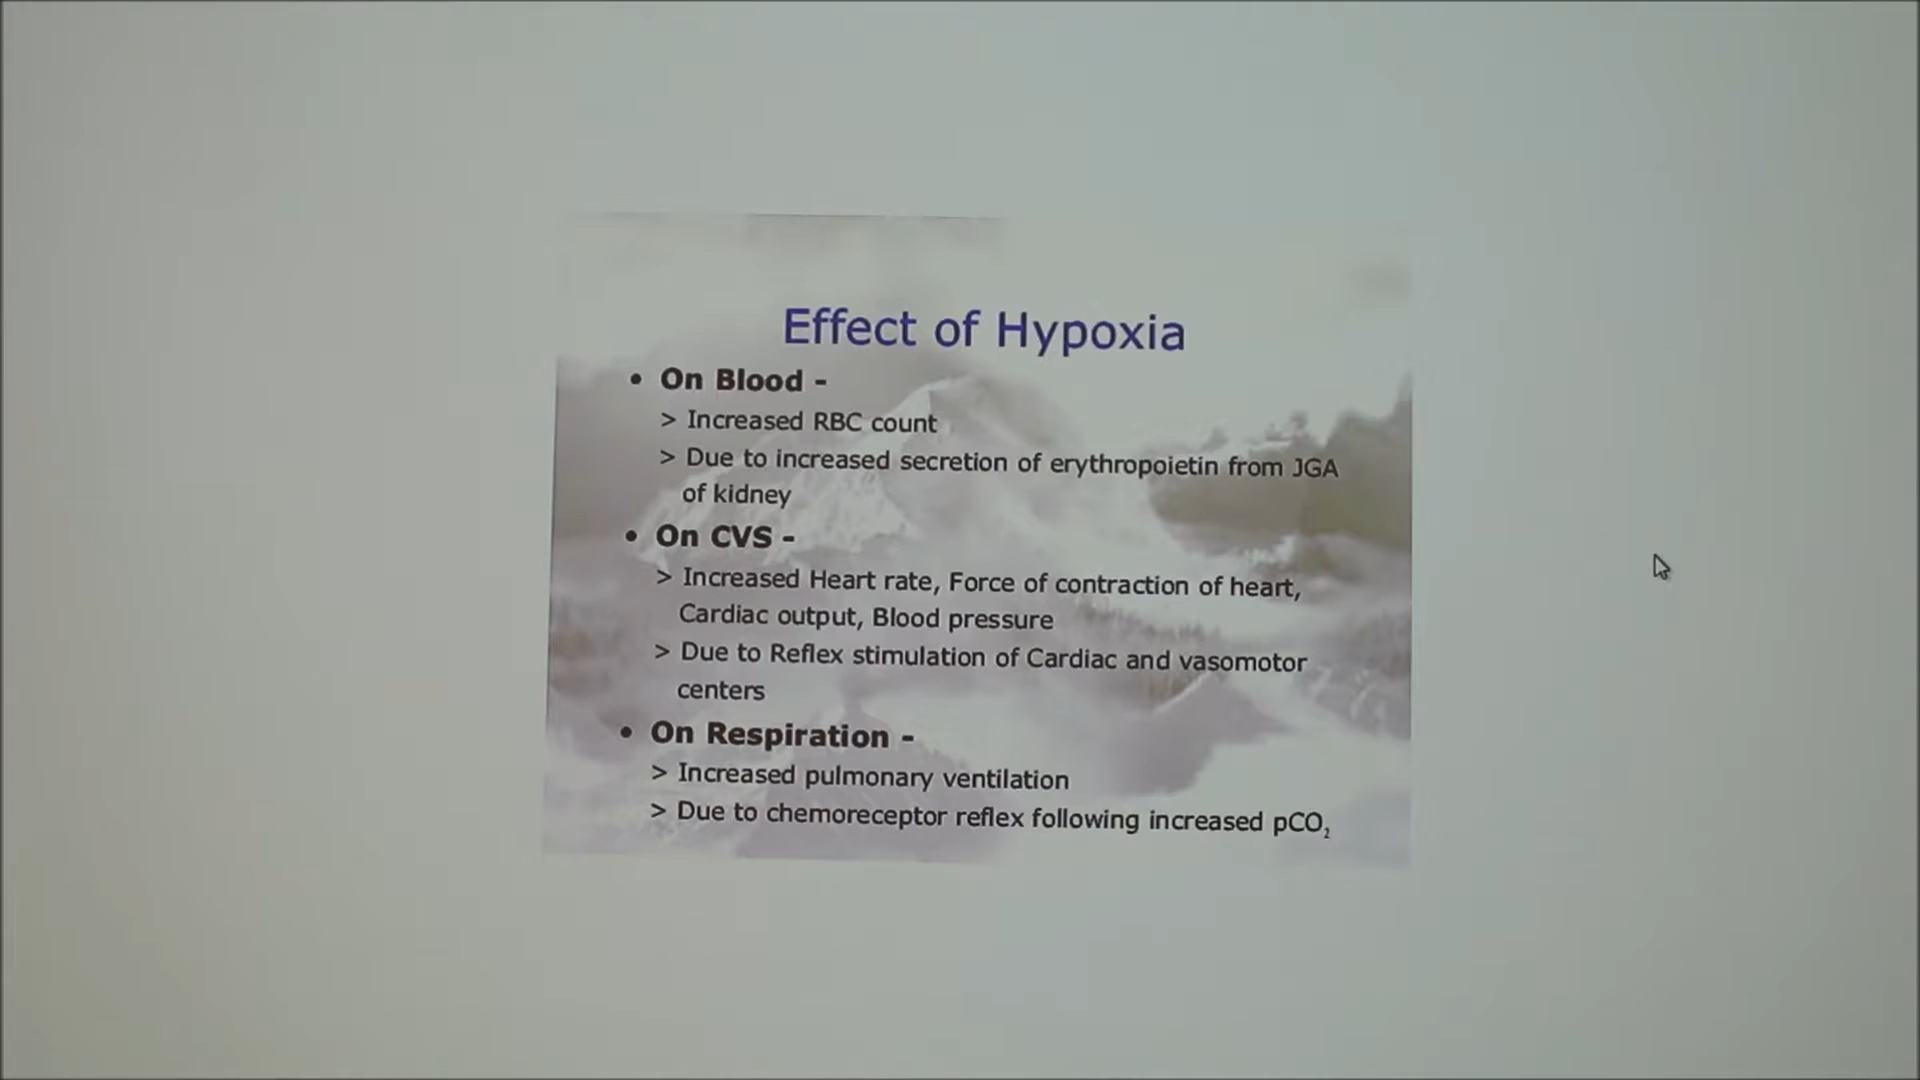 Effect of Hypoxia
• On Blood -
> Increased RBC count
> Due to increased secretion of erythropoietin from JGA
of kidney
• On CVS -
> Increased Heart rate, Force of contraction of heart,
Cardiac output, Blood pressure
> Due to Reflex stimulation of Cardiac and vasomotor
centers
• On Respiration -
> Increased pulmonary ventilation
> Due to chemoreceptor reflex following increased pCO₂